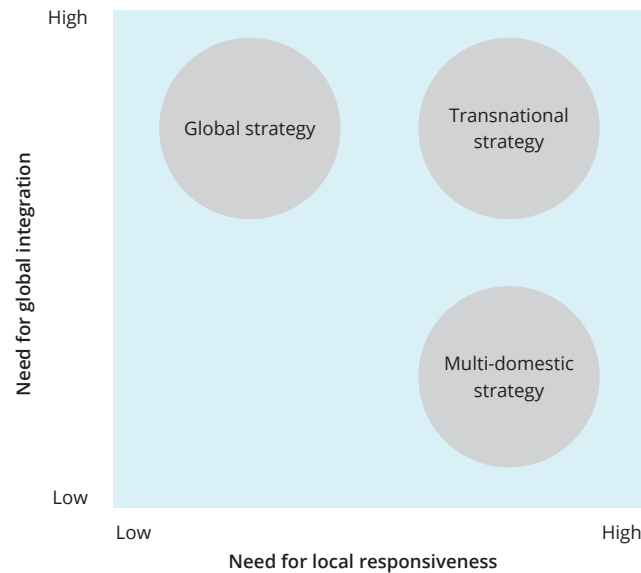 High
Global strategy
Transnational
strategy
Need for global integration
Multi-domestic
strategy
Low
Low
High
Need for local responsiveness